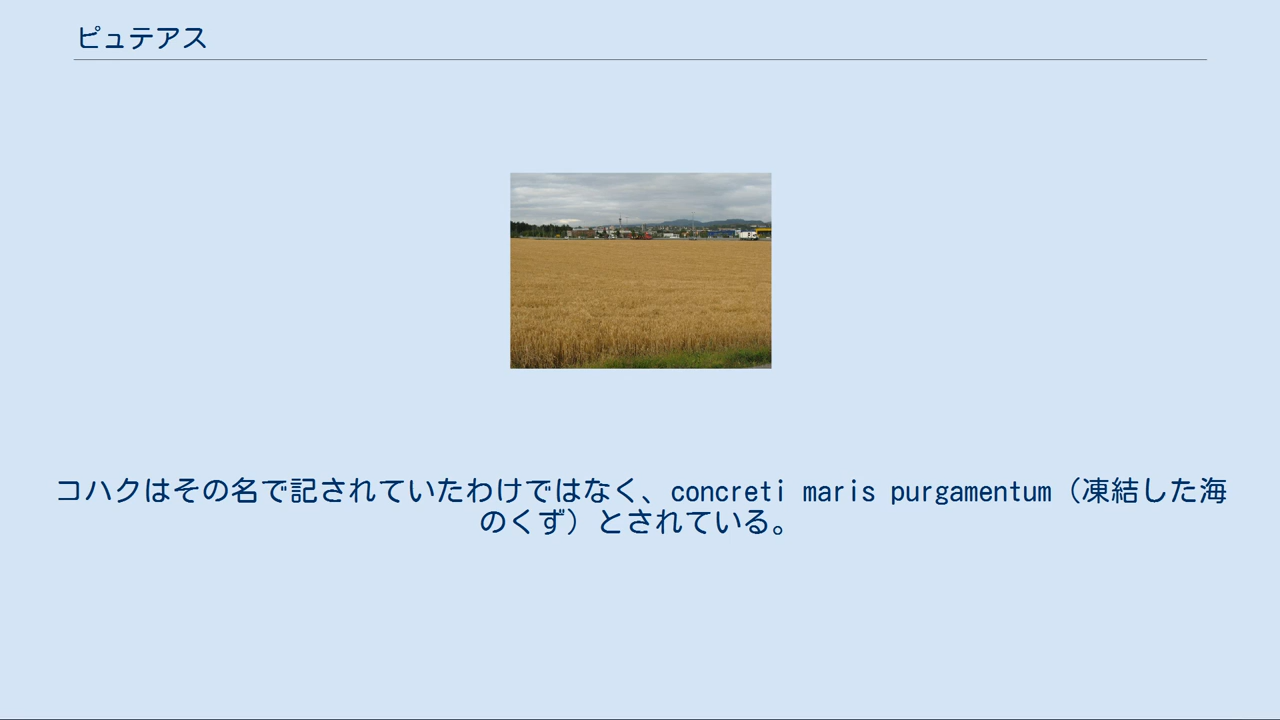 ピュテアス
コハクはその名で記されていたわけではなく、concreti maris purgamentum（凍結した海
のくず）とされている。